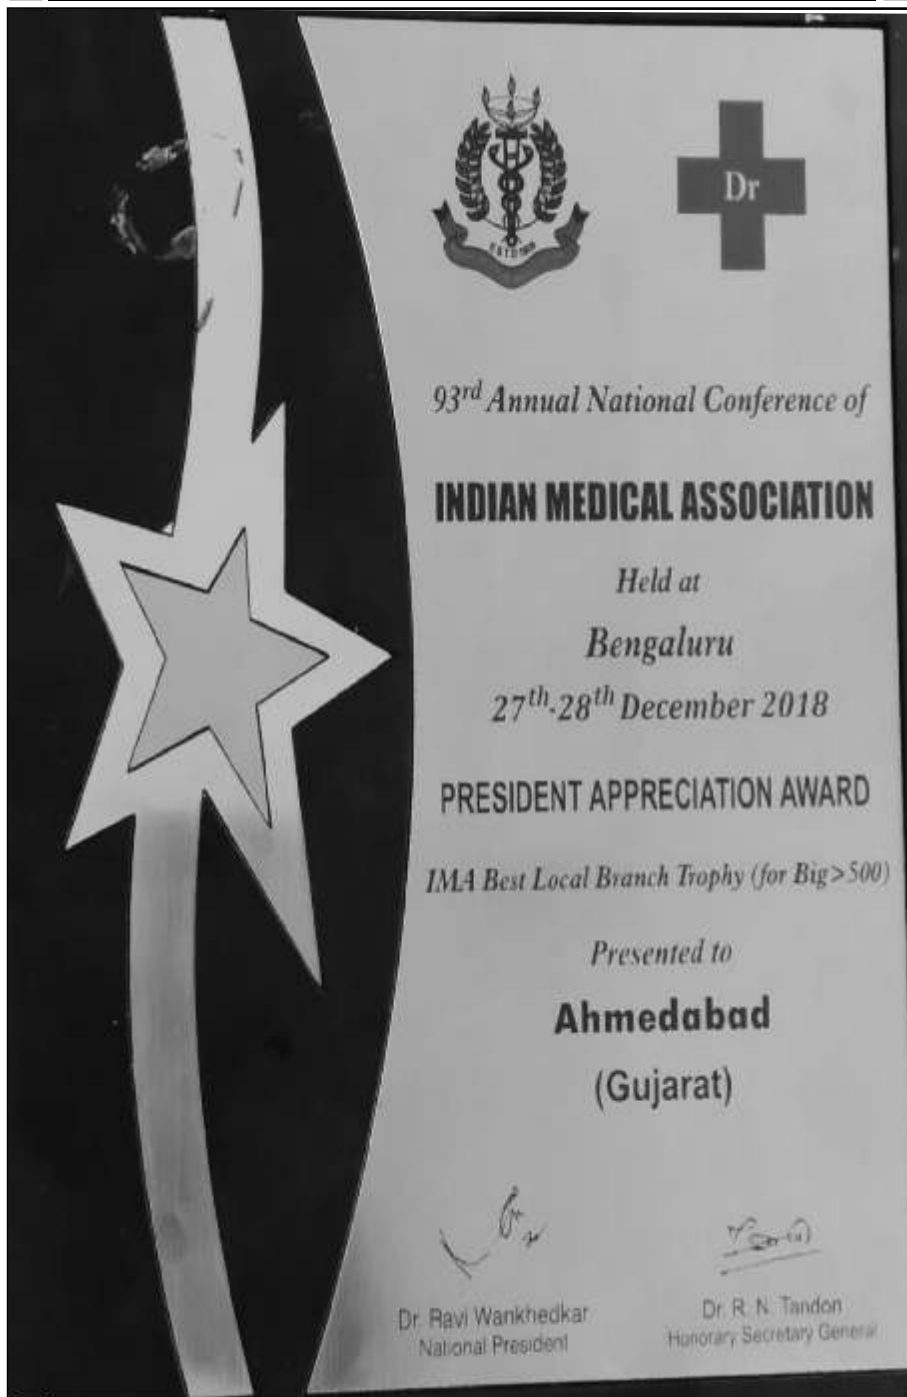 Dr
93rd Annual National Conference of
INDIAN MEDICAL ASSOCIATION
Held at
Bengaluru
27th-28th December 2018
PRESIDENT APPRECIATION AWARD
IMA Best Local Branch Trophy (for Big>500)
Presented to
Ahmedabad
(Gujarat)
Dr. Ravi Wankhedkar
National President
Dr. R. N. Tandon
Honorary Secretary General